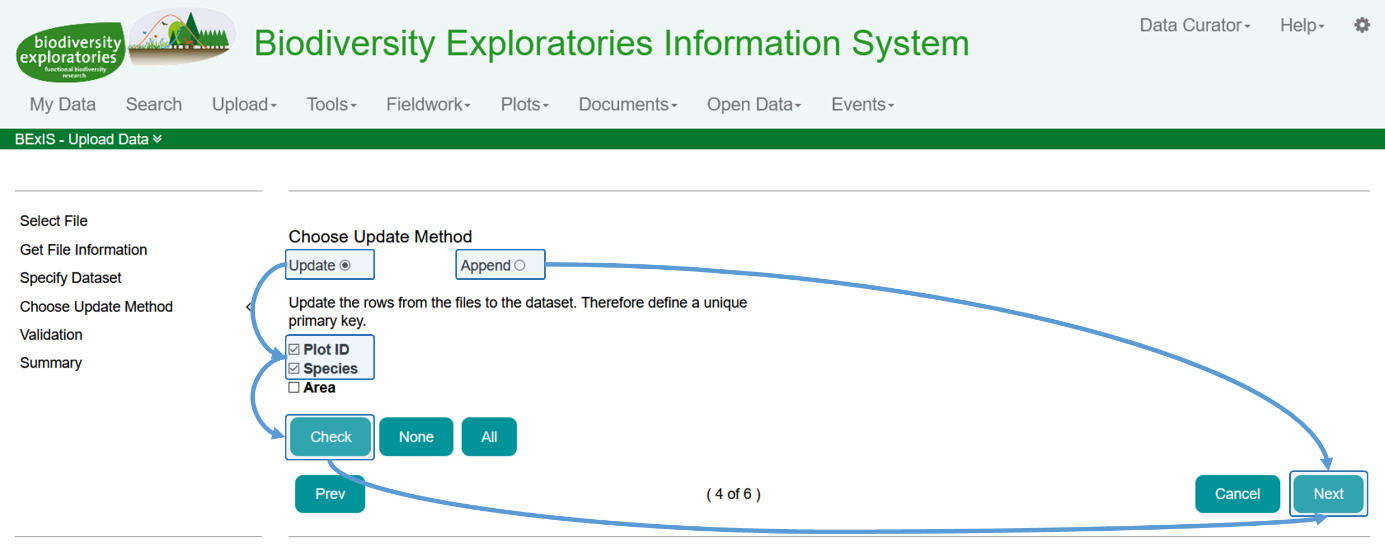 biodiversity
exploratories
functional biodiversity
research
Biodiversity Exploratories Information System
Data Curator
Help
My Data
Search
Upload
Tools
Fieldwork
Plots
Documents
Open Data
Events
BExIS - Upload Data
Select File
Get File Information
Specify Dataset
Choose Update Method
Validation
Summary
Choose Update Method
Update
Append
Update the rows from the files to the dataset. Therefore define a unique
primary key.
Plot ID
Species
Area
Check
None
All
Prev
( 4 of 6 )
Cancel
Next